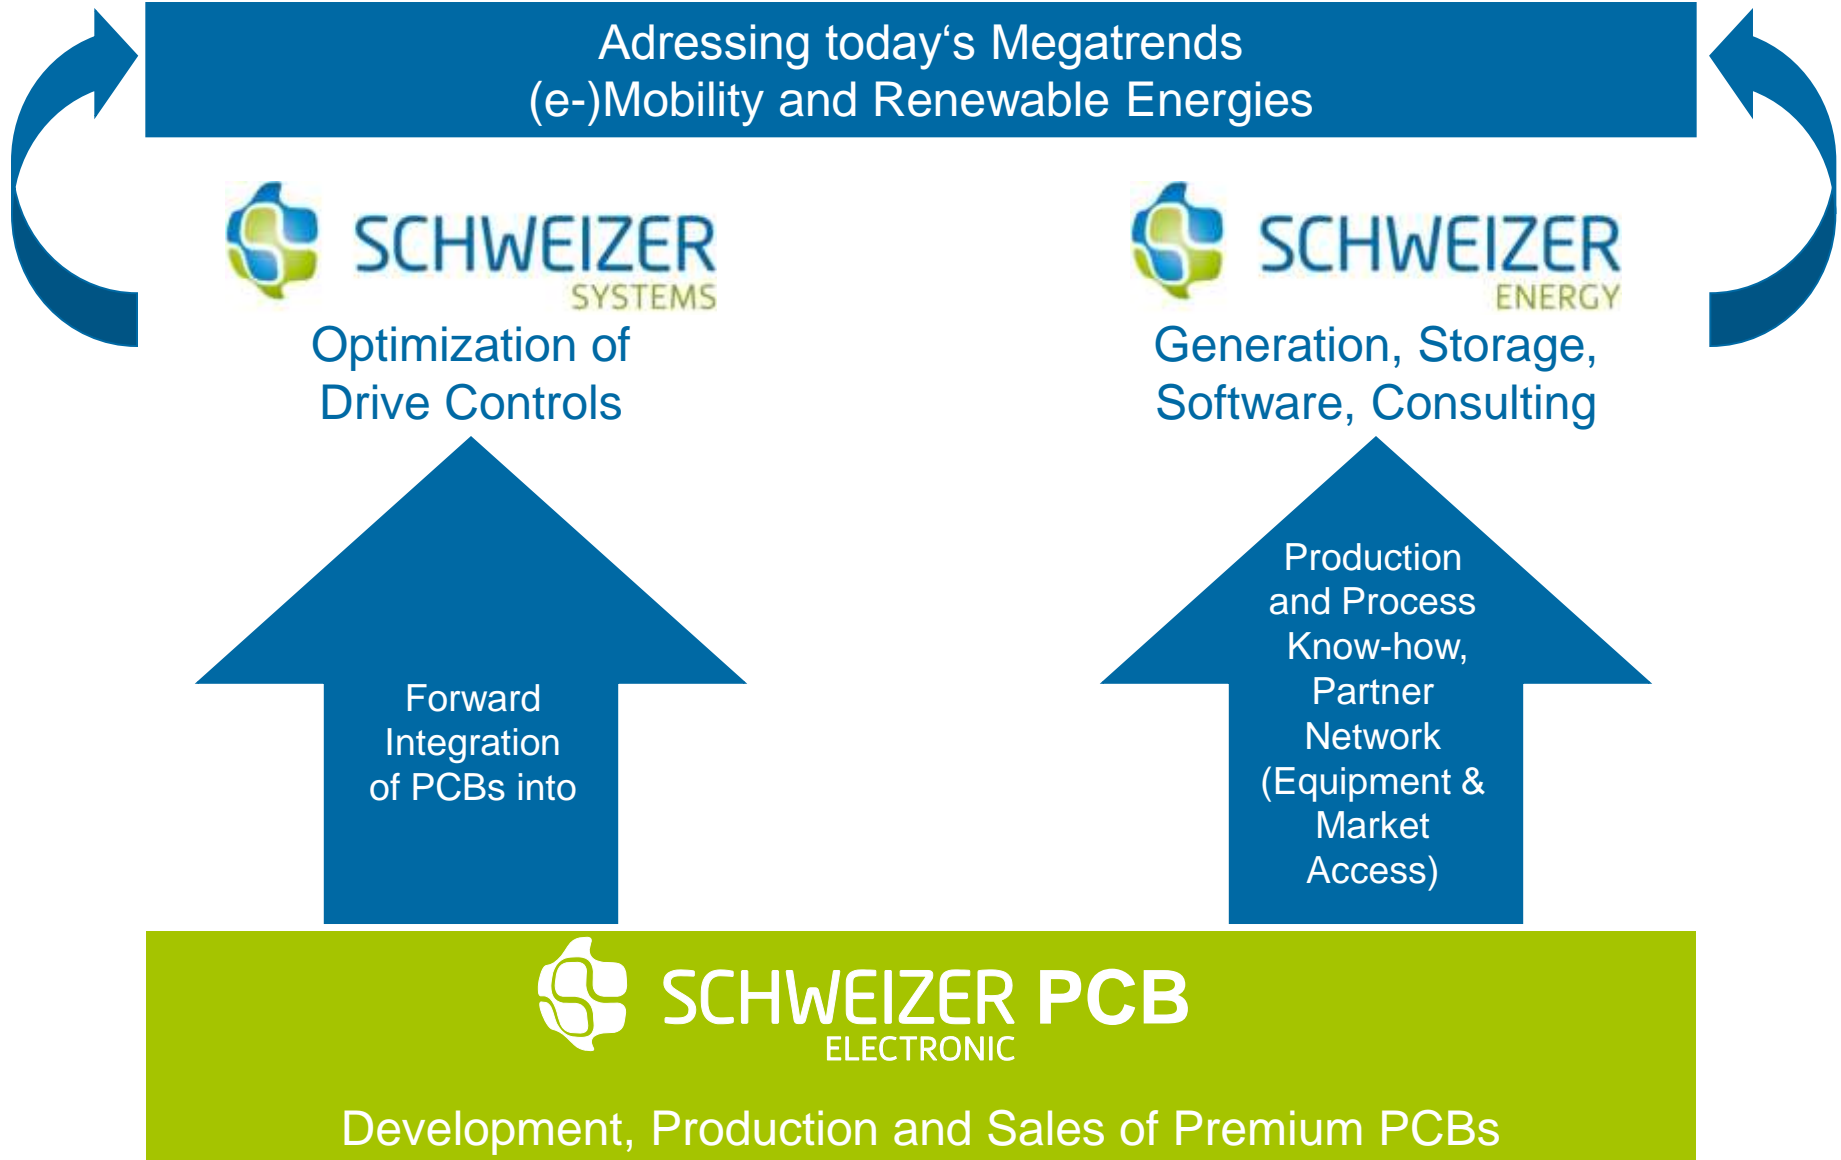 Adressing today‘s Megatrends
(e-)Mobility and Renewable Energies
SCHWEIZER
SYSTEMS
Optimization of
Drive Controls
SCHWEIZER
ENERGY
Generation, Storage,
Software, Consulting
Forward
Integration
of PCBs into
Production
and Process
Know-how,
Partner
Network
(Equipment &
Market
Access)
SCHWEIZER PCB
ELECTRONIC
Development, Production and Sales of Premium PCBs